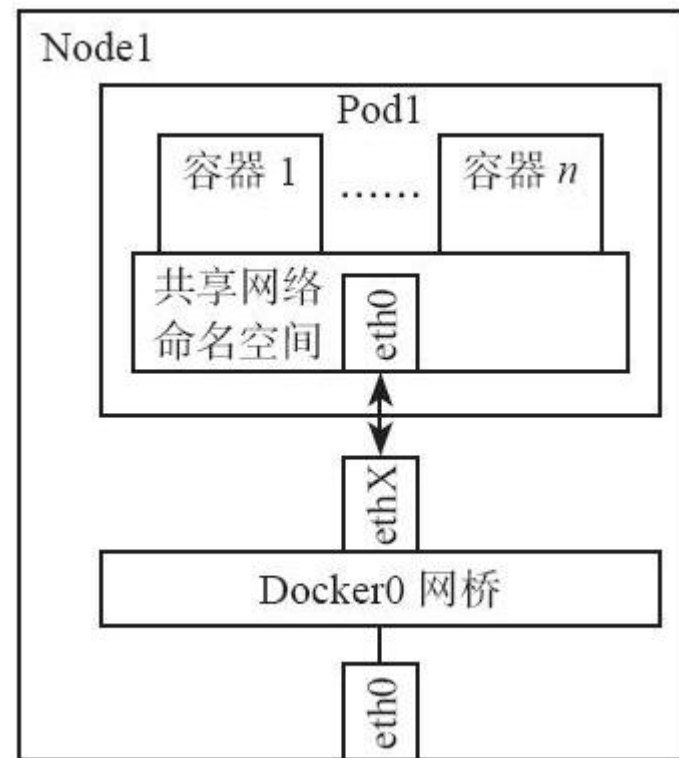 Node1
Pod1
容器 1
……
容器 n
共享网络
命名空间
eth0
ethX
Docker0 网桥
eth0